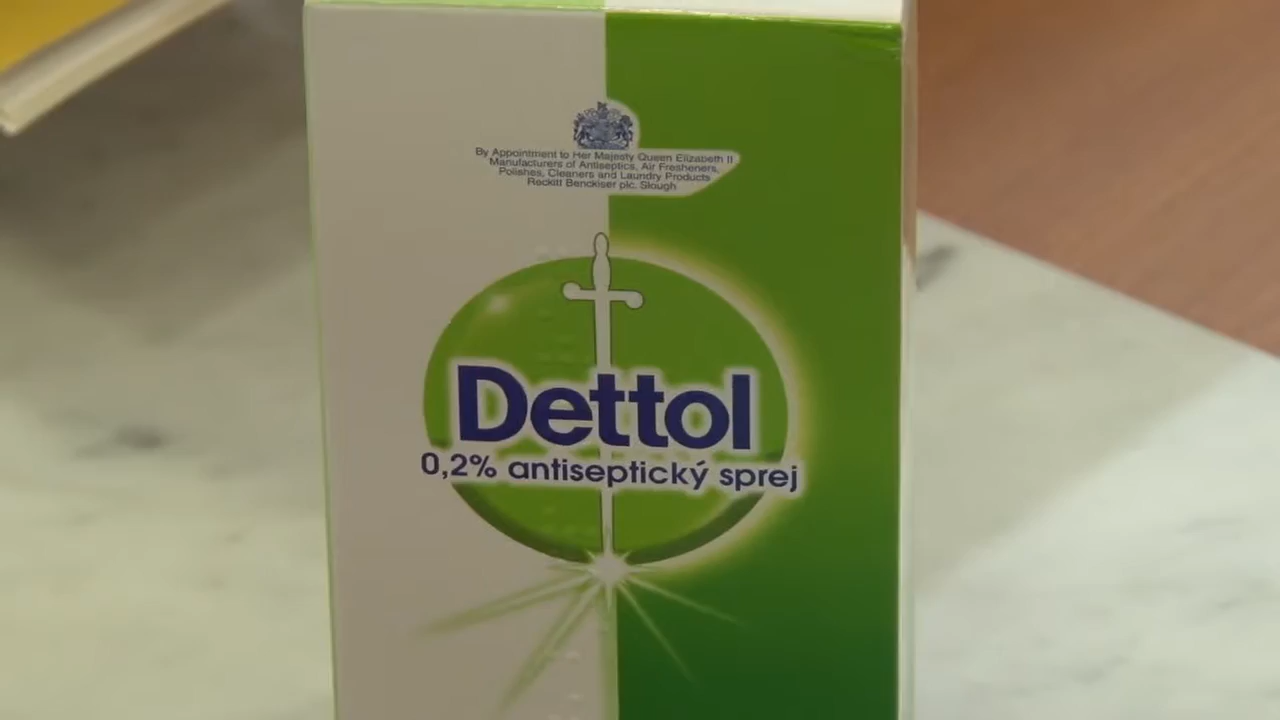 By Appointment to Her Majesty Queen Elizabeth II
Manufacturers of Antiseptics, Air Fresheners,
Polishes, Cleaners and Laundry Products
Reckitt Benckiser plc. Slough
Dettol
0,2% antiseptický sprej